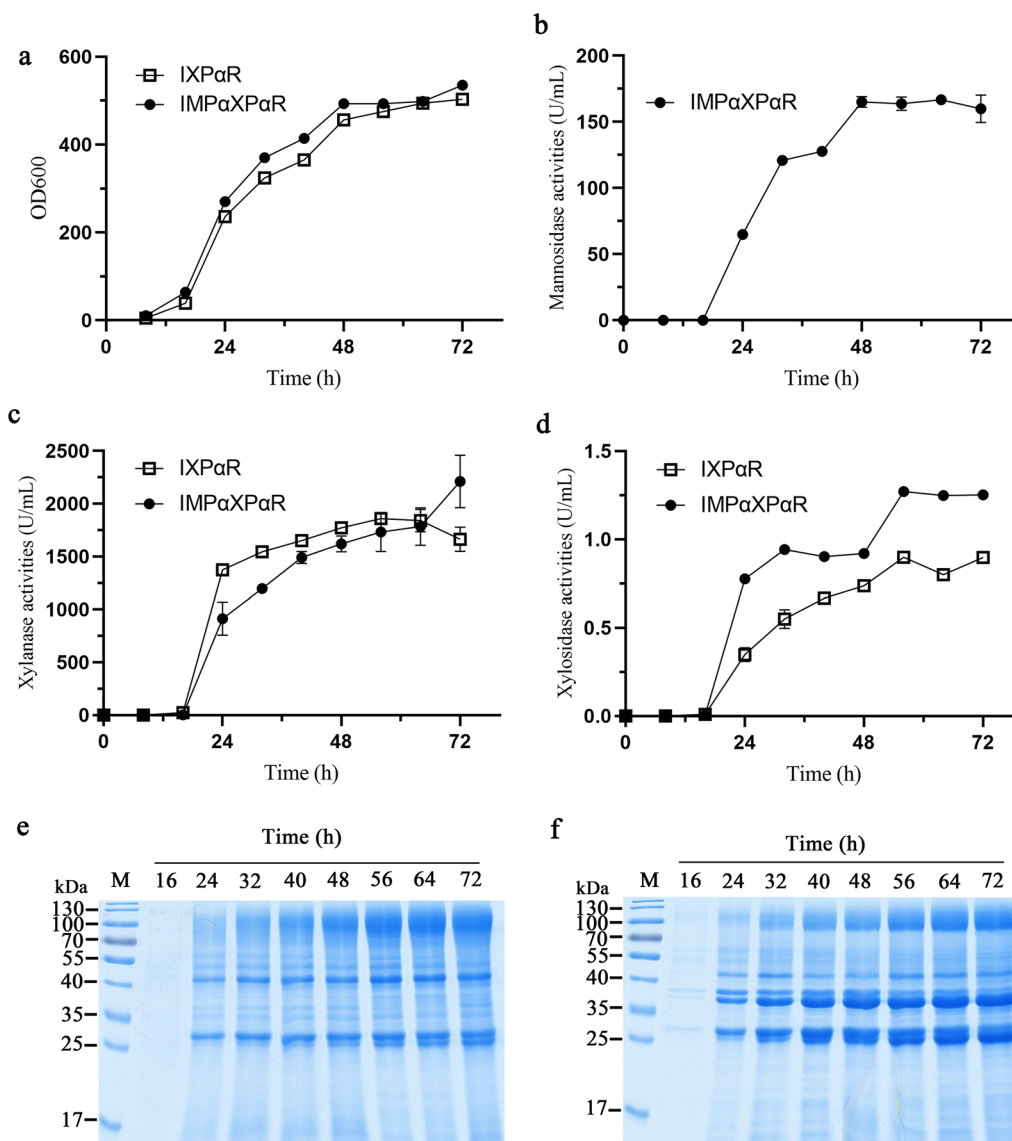 a
600
400
200
0
OD600
IXPαR
IMPαXPαR
0 24 48 72
Time (h)
b
200
150
100
50
0
Mannosidase activities (U/mL)
IMPαXPαR
0 24 48 72
Time (h)
c
2500
2000
1500
1000
500
0
Xylanase activities (U/mL)
IXPαR
IMPαXPαR
0 24 48 72
Time (h)
d
1.5
1.0
0.5
0.0
Xylosidase activities (U/mL)
IXPαR
IMPαXPαR
0 24 48 72
Time (h)
e
Time (h)
kDa M 16 24 32 40 48 56 64 72
130
100
70
55
40
35
25
17
f
Time (h)
kDa M 16 24 32 40 48 56 64 72
130
100
70
55
40
35
25
17